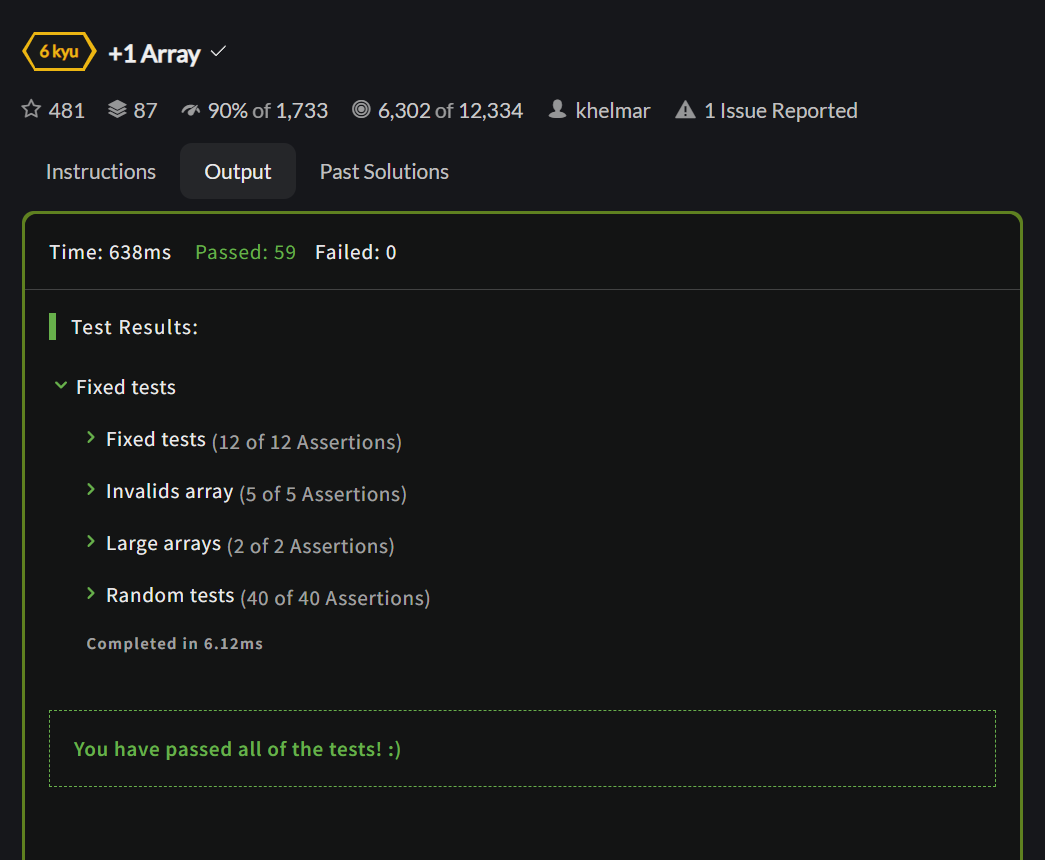 6 kyu +1 Array
481 87 90% of 1,733 6,302 of 12,334 khelmar 1 Issue Reported
Instructions Output Past Solutions
Time: 638ms Passed: 59 Failed: 0
Test Results:
Fixed tests
Fixed tests (12 of 12 Assertions)
Invalids array (5 of 5 Assertions)
Large arrays (2 of 2 Assertions)
Random tests (40 of 40 Assertions)
Completed in 6.12ms
You have passed all of the tests! :)